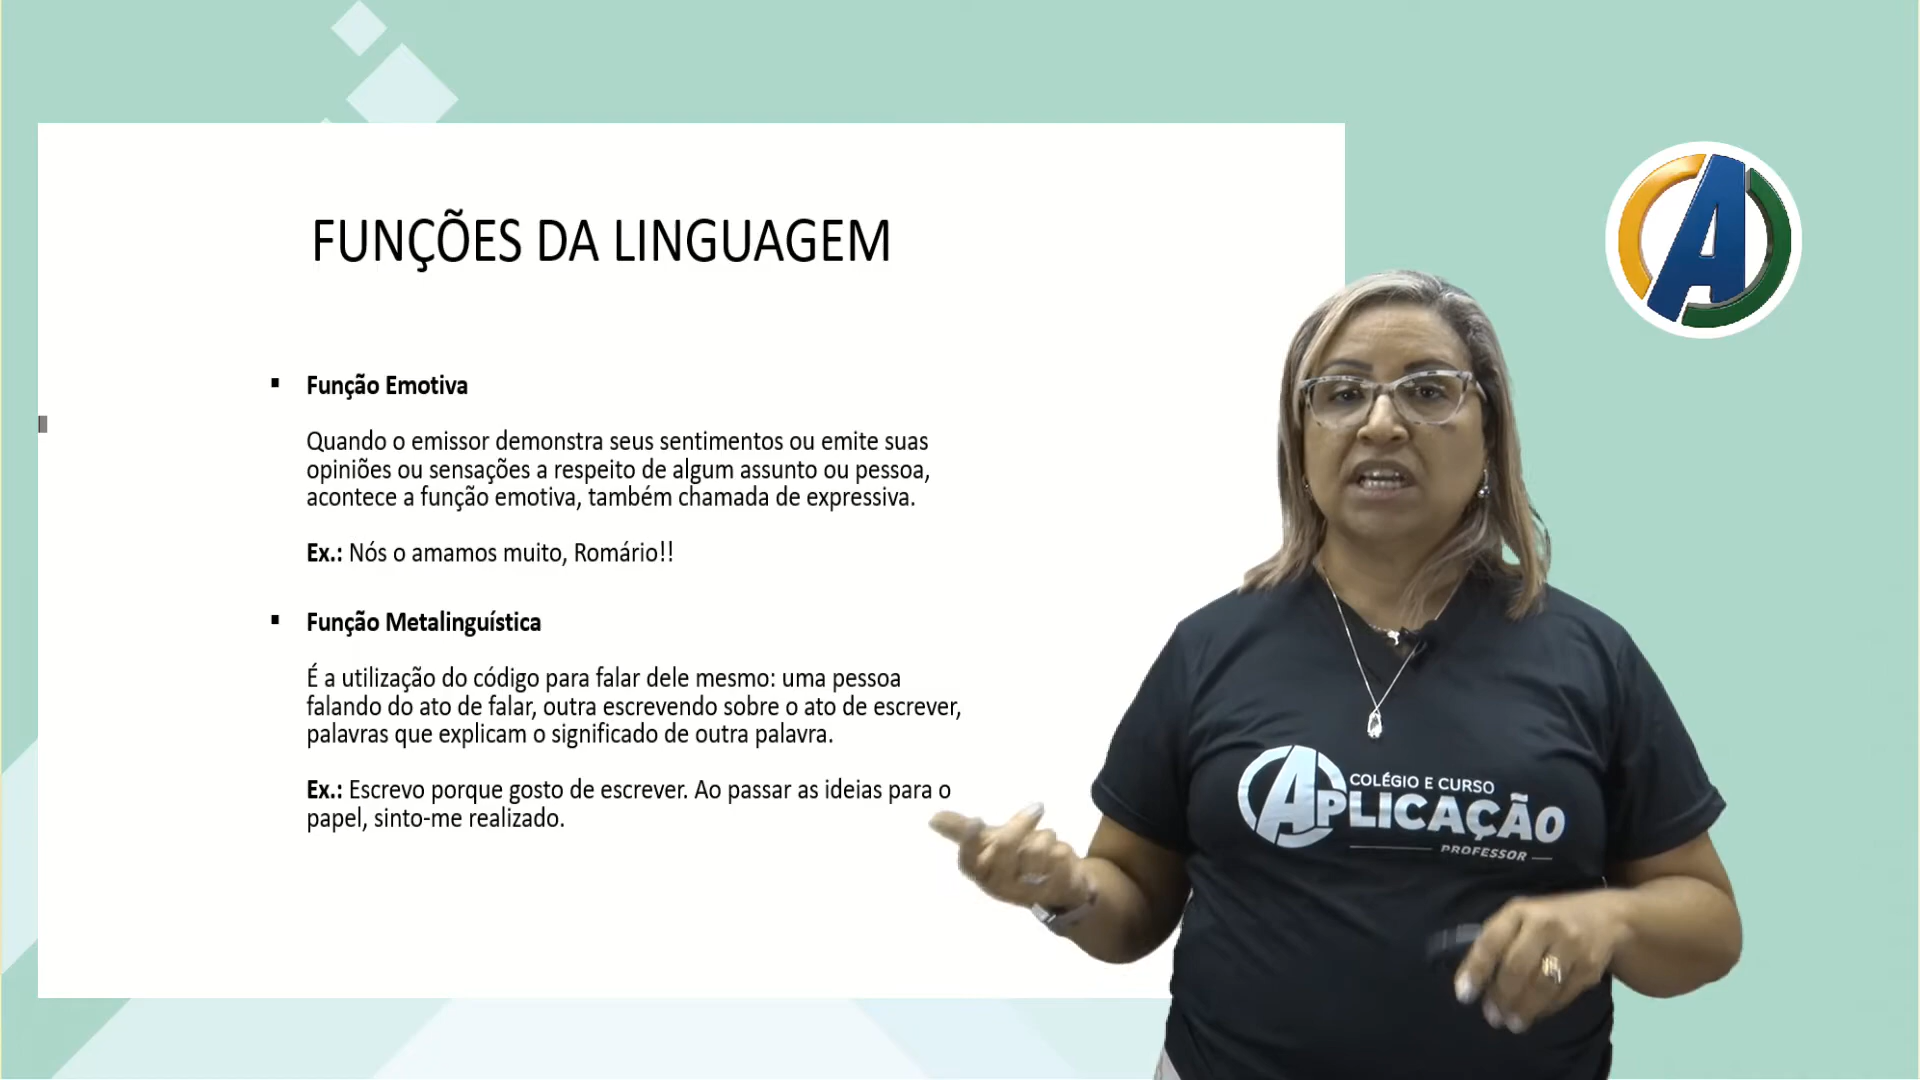 FUNÇÕES DA LINGUAGEM
▪ Função Emotiva
Quando o emissor demonstra seus sentimentos ou emite suas
opiniões ou sensações a respeito de algum assunto ou pessoa,
acontece a função emotiva, também chamada de expressiva.
Ex.: Nós o amamos muito, Romário!!
▪ Função Metalinguística
É a utilização do código para falar dele mesmo: uma pessoa
falando do ato de falar, outra escrevendo sobre o ato de escrever,
palavras que explicam o significado de outra palavra.
Ex.: Escrevo porque gosto de escrever. Ao passar as ideias para o
papel, sinto-me realizado.
A
COLÉGIO E CURSO
APLICAÇÃO
PROFESSOR